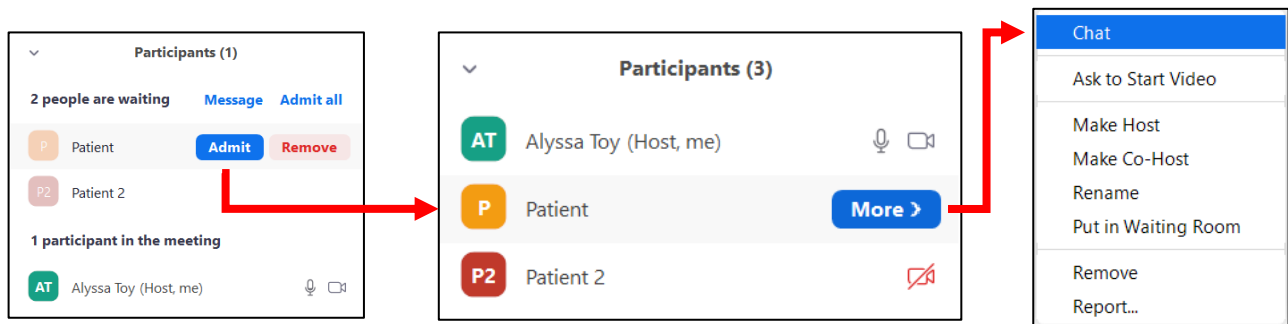 Participants (1)
2 people are waiting Message Admit all
P Patient Admit Remove
P2 Patient 2
1 participant in the meeting
AT Alyssa Toy (Host, me)
Participants (3)
AT Alyssa Toy (Host, me)
P Patient More >
P2 Patient 2
Chat
Ask to Start Video
Make Host
Make Co-Host
Rename
Put in Waiting Room
Remove
Report...